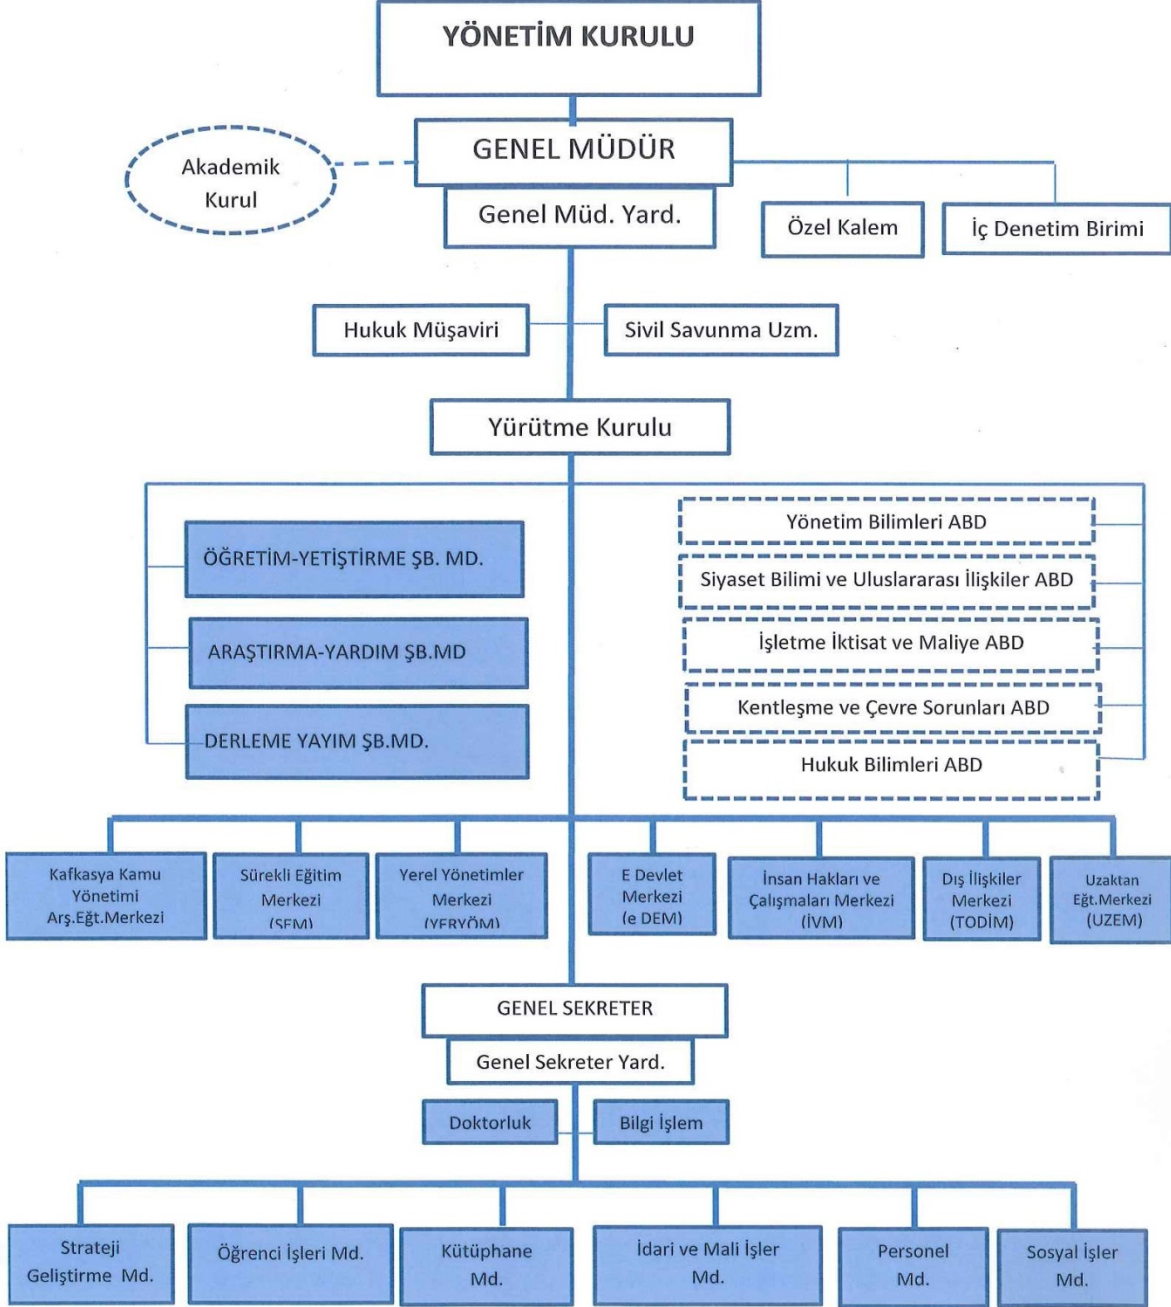 YÖNETİM KURULU
GENEL MÜDÜR
Akademik
Kurul
Genel Müd. Yard.
Özel Kalem
İç Denetim Birimi
Hukuk Müşaviri
Sivil Savunma Uzm.
Yürütme Kurulu
ÖĞRETİM-YETİŞTİRME ŞB. MD.
ARAŞTIRMA-YARDIM ŞB.MD
DERLEME YAYIM ŞB.MD.
Yönetim Bilimleri ABD
Siyaset Bilimi ve Uluslararası İlişkiler ABD
İşletme İktisat ve Maliye ABD
Kentleşme ve Çevre Sorunları ABD
Hukuk Bilimleri ABD
Kafkasya Kamu
Yönetimi
Arş.Eğt.Merkezi
Sürekli Eğitim
Merkezi
(SEM)
Yerel Yönetimler
Merkezi
(YERYÖM)
E Devlet
Merkezi
(e DEM)
İnsan Hakları ve
Çalışmaları Merkezi
(İVM)
Dış İlişkiler
Merkezi
(TODİM)
Uzaktan
Eğt.Merkezi
(UZEM)
GENEL SEKRETER
Genel Sekreter Yard.
Doktorluk
Bilgi İşlem
Strateji
Geliştirme Md.
Öğrenci İşleri Md.
Kütüphane
Md.
İdari ve Mali İşler
Md.
Personel
Md.
Sosyal İşler
Md.